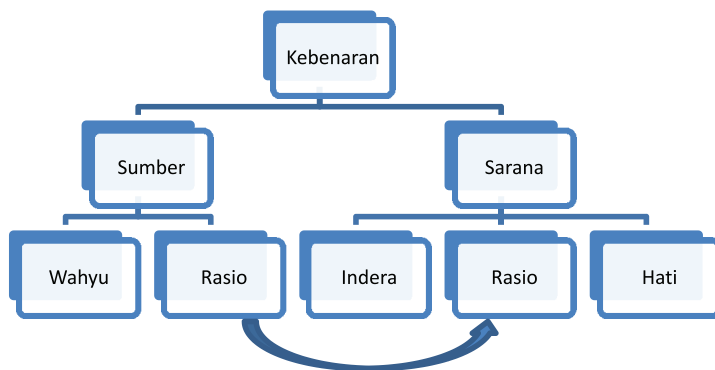 Kebenaran
Sumber
Sarana
Wahyu
Rasio
Indera
Rasio
Hati